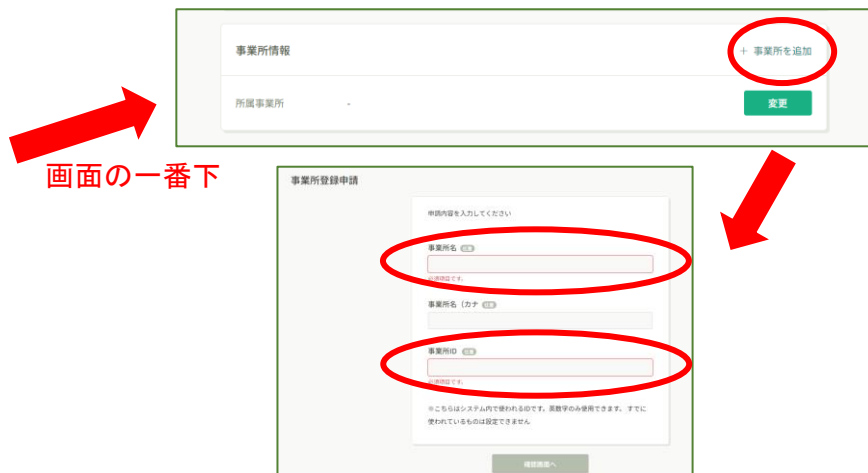 事業所情報
+ 事業所を追加
所属事業所
-
変更
画面の一番下
事業所登録申請
申請内容を入力してください
事業所名 任意
必須項目です。
事業所名 (カナ 任意
事業所ID 任意
必須項目です。
※こちらはシステム内で使われるIDです。英数字のみ使用できます。 すでに
使われているものは設定できません
確認画面へ